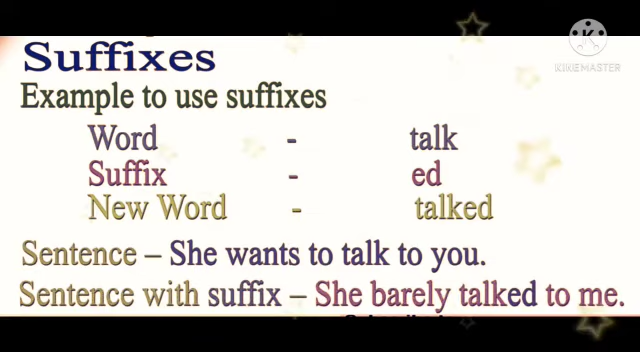 KINEMASTER
Suffixes
Example to use suffixes
Word - talk
Suffix - ed
New Word - talked
Sentence – She wants to talk to you.
Sentence with suffix – She barely talked to me.